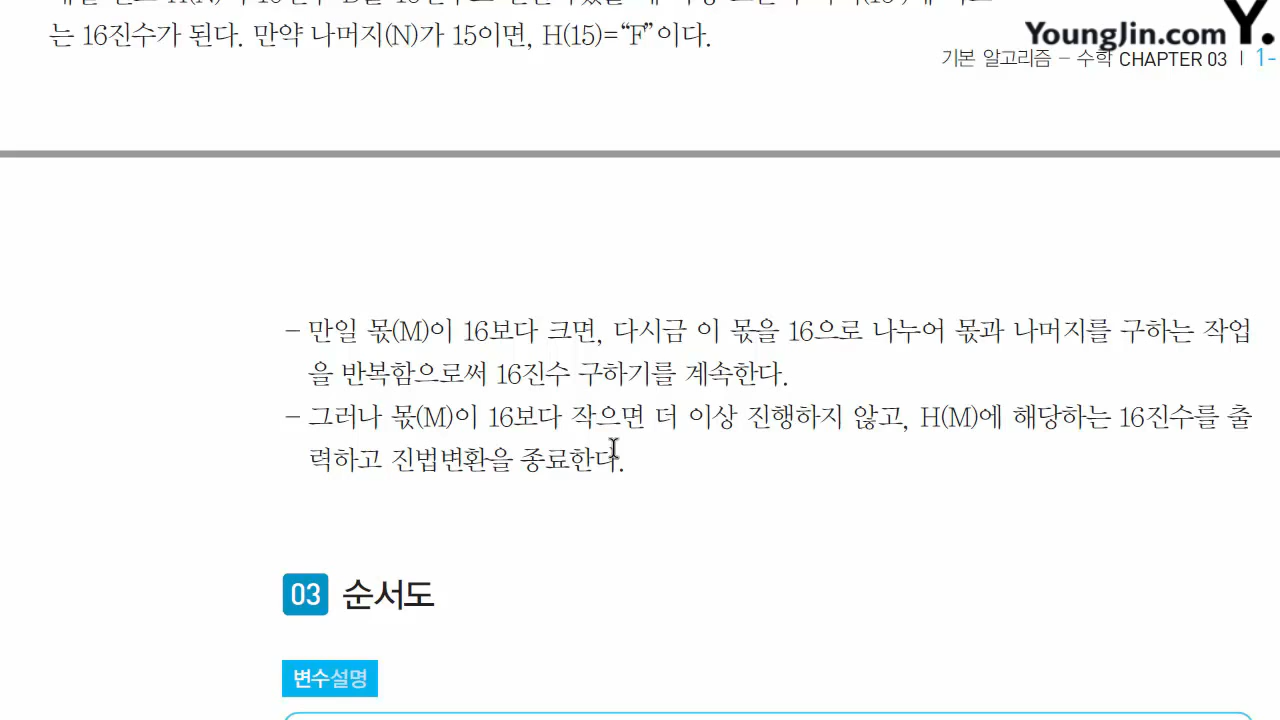 는 16진수가 된다. 만약 나머지(N)가 15이면, H(15)=“F”이다.
YoungJin.com Y.
기본 알고리즘 – 수학 CHAPTER 03 | 1-
– 만일 몫(M)이 16보다 크면, 다시금 이 몫을 16으로 나누어 몫과 나머지를 구하는 작업
을 반복함으로써 16진수 구하기를 계속한다.
– 그러나 몫(M)이 16보다 작으면 더 이상 진행하지 않고, H(M)에 해당하는 16진수를 출
력하고 진법변환을 종료한다.
03 순서도
변수설명